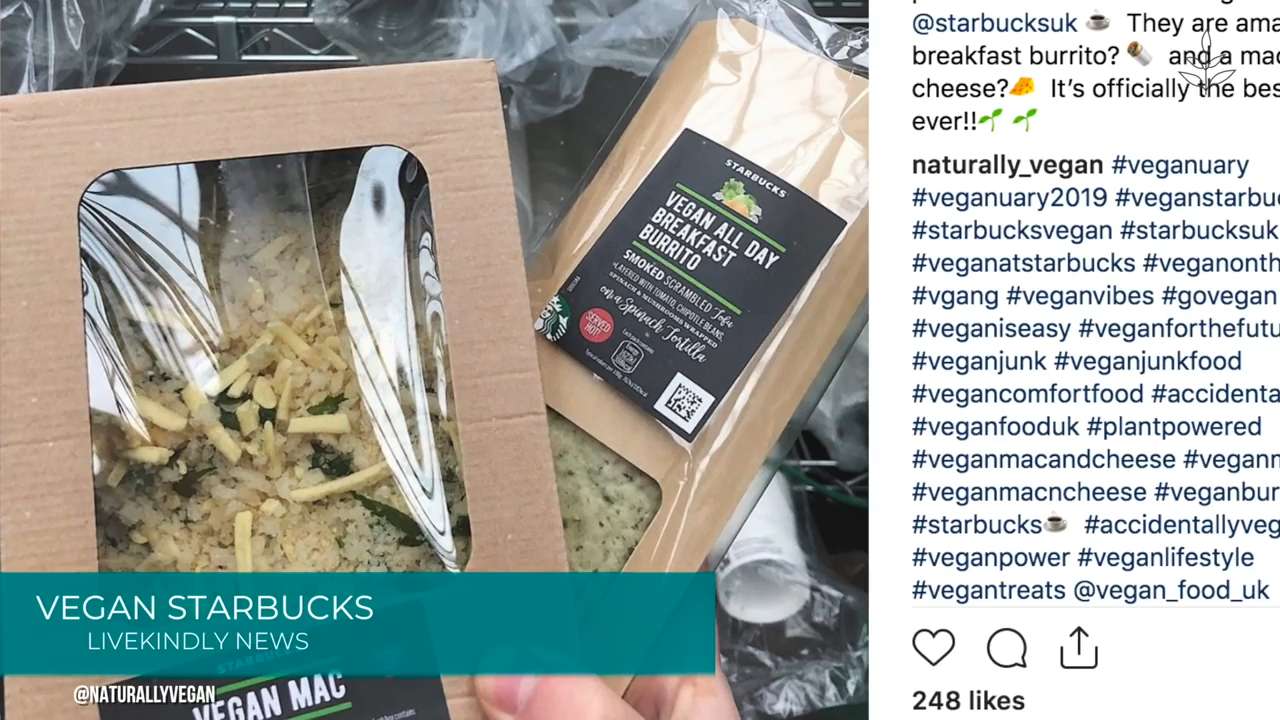 @starbucksuk ☕ They are ama
breakfast burrito? 🌯 and a mac
cheese?🧀 It's officially the bes
ever!!🌱 🌱
naturally_vegan #veganuary
#veganuary2019 #veganstarbuc
#starbucksvegan #starbucksuk
#veganatstarbucks #veganonth
#vgang #veganvibes #govegan
#veganiseasy #veganforthefutu
#veganjunk #veganjunkfood
#vegancomfortfood #accidenta
#veganfooduk #plantpowered
#veganmacandcheese #veganm
#veganmacncheese #veganbur
#starbucks☕ #accidentallyveg
#veganpower #veganlifestyle
#vegantreats @vegan_food_uk
248 likes
STARBUCKS
VEGAN ALL DAY
BREAKFAST
BURRITO
SMOKED SCRAMBLED Tofu
LAYERED WITH TOMATO, CHIPOTLE BEANS,
SPINACH & MUSHROOMS WRAPPED
on a Spinach Tortilla
SERVED
HOT!
VEGAN STARBUCKS
LIVEKINDLY NEWS
@NATURALLYVEGAN
VEGAN MAC